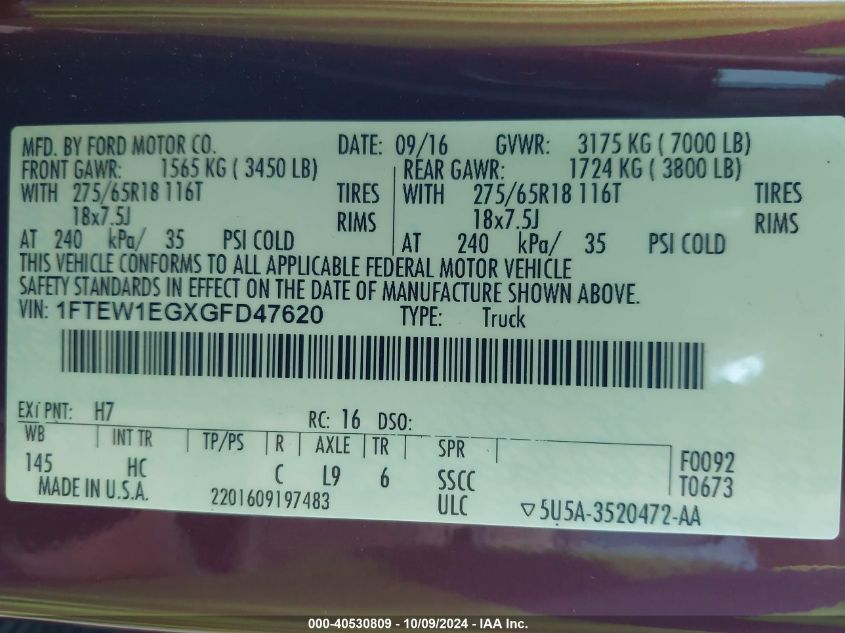 MFD. BY FORD MOTOR CO. DATE: 09/16 GVWR: 3175 KG ( 7000 LB)
FRONT GAWR: 1565 KG ( 3450 LB) REAR GAWR: 1724 KG ( 3800 LB)
WITH 275/65R18 116T TIRES WITH 275/65R18 116T TIRES
18x7.5J RIMS 18x7.5J RIMS
AT 240 kPa/ 35 PSI COLD AT 240 kPa/ 35 PSI COLD
THIS VEHICLE CONFORMS TO ALL APPLICABLE FEDERAL MOTOR VEHICLE
SAFETY STANDARDS IN EFFECT ON THE DATE OF MANUFACTURE SHOWN ABOVE.
VIN: 1FTEW1EGXGFD47620 TYPE: Truck
EXT PNT: H7 RC: 16 DSO:
WB INT TR TP/PS R AXLE TR SPR F0092
145 HC C L9 6 SSCC T0673
MADE IN U.S.A. 2201609197483 ULC ▽5U5A-3520472-AA
000-40530809 - 10/09/2024 - IAA Inc.